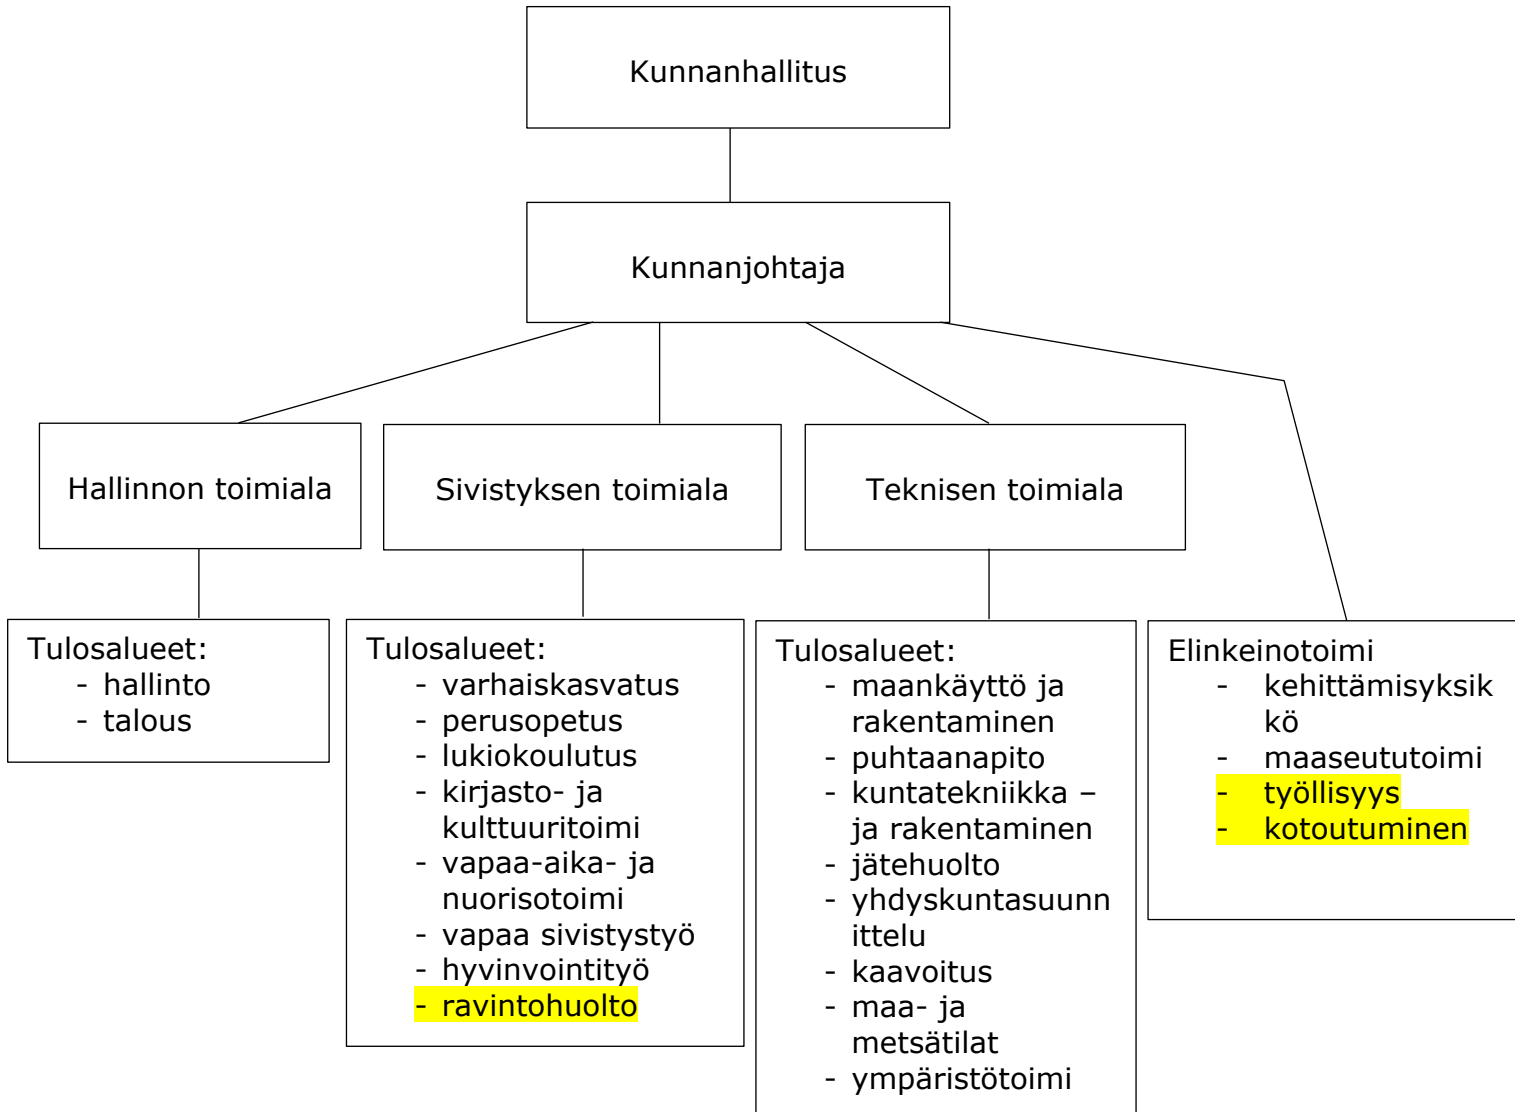 Kunnanhallitus
Kunnanjohtaja
Hallinnon toimiala
Sivistyksen toimiala
Teknisen toimiala
Tulosalueet:
- hallinto
- talous
Tulosalueet:
- varhaiskasvatus
- perusopetus
- lukiokoulutus
- kirjasto- ja
kulttuuritoimi
- vapaa-aika- ja
nuorisotoimi
- vapaa sivistystyö
- hyvinvointityö
- ravintohuolto
Tulosalueet:
- maankäyttö ja
rakentaminen
- puhtaanapito
- kuntatekniikka –
ja rakentaminen
- jätehuolto
- yhdyskuntasuunn
ittelu
- kaavoitus
- maa- ja
metsätilat
- ympäristötoimi
Elinkeinotoimi
- kehittämisyksik
kö
- maaseututoimi
- työllisyys
- kotoutuminen